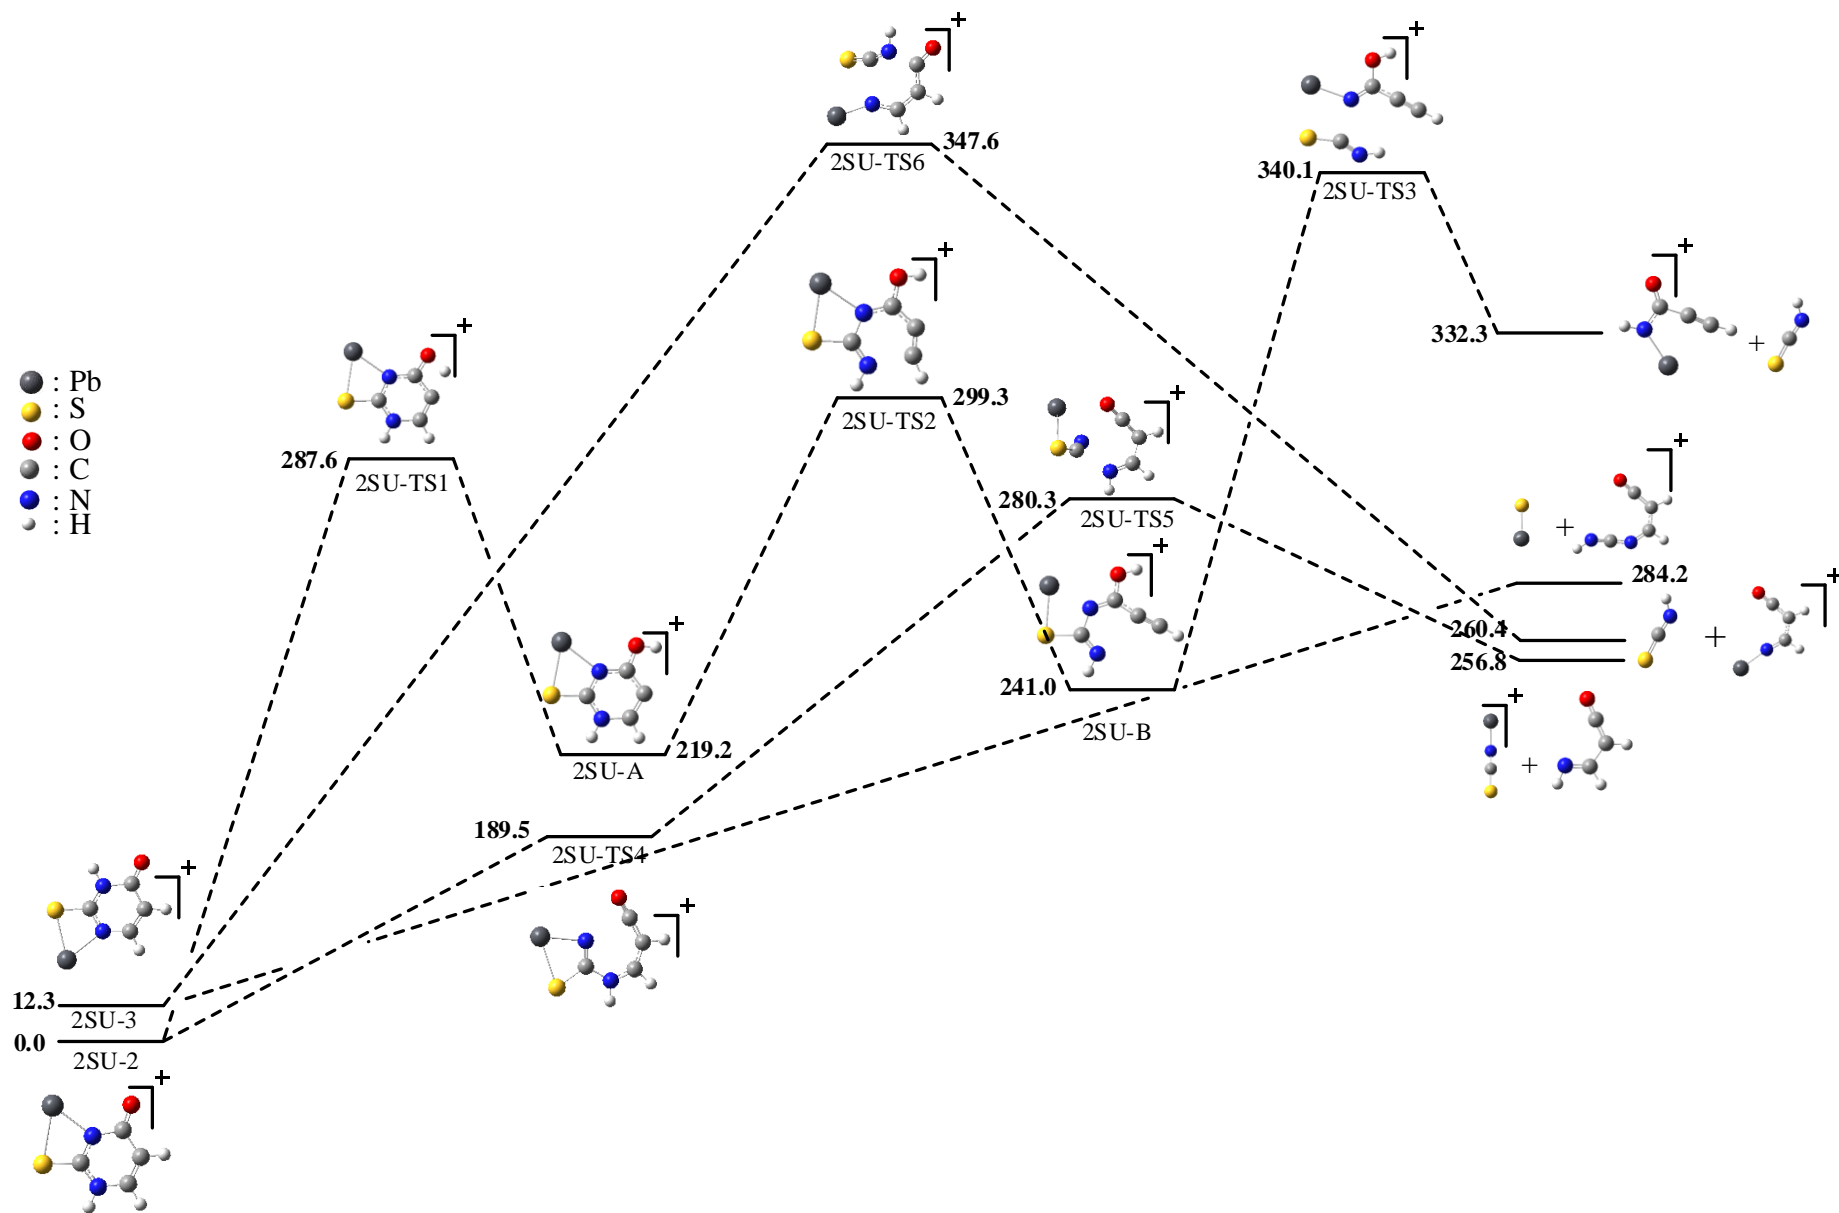 +
+
347.6
2SU-TS6
340.1
2SU-TS3
+
+
+
332.3
+
: Pb
: S
: O
: C
: N
: H
287.6
2SU-TS1
299.3
2SU-TS2
+
280.3
2SU-TS5
+
+
284.2
+
+
260.4
+
256.8
+
241.0
2SU-B
+
219.2
2SU-A
+
+
189.5
2SU-TS4
+
+
12.3
2SU-3
0.0
2SU-2
+